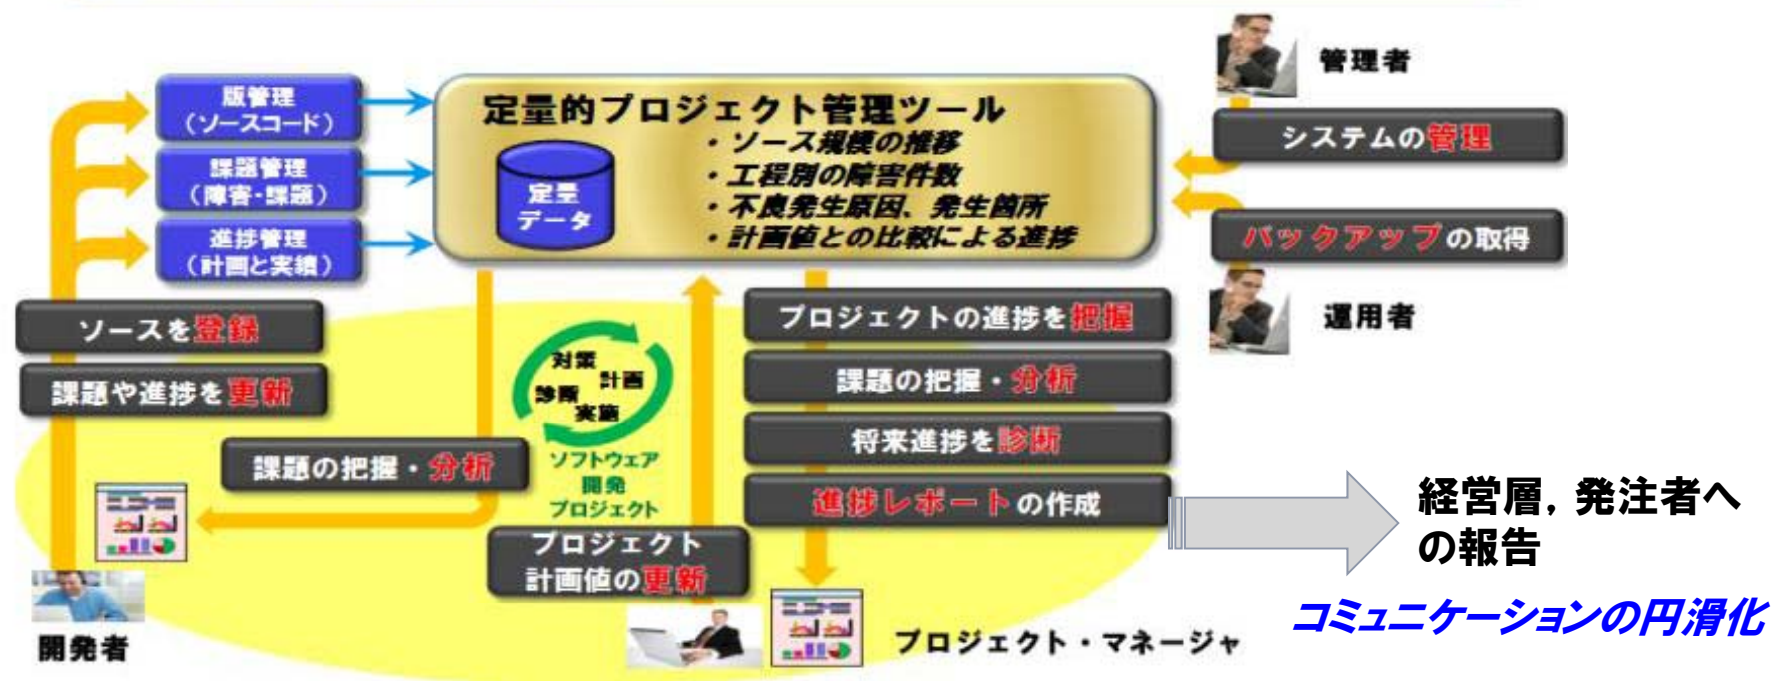 版管理
（ソースコード）
課題管理
（障害・課題）
進捗管理
（計画と実績）
定量的プロジェクト管理ツール
・ソース規模の推移
・工程別の障害件数
・不良発生原因、発生箇所
・計画値との比較による進捗
定量
データ
管理者
システムの管理
バックアップの取得
運用者
ソースを登録
課題や進捗を更新
課題の把握・分析
対策
計画
診断
実施
ソフトウェア
開発
プロジェクト
プロジェクトの進捗を把握
課題の把握・分析
将来進捗を診断
進捗レポートの作成
プロジェクト
計画値の更新
開発者
プロジェクト・マネージャ
経営層，発注者へ
の報告
コミュニケーションの円滑化